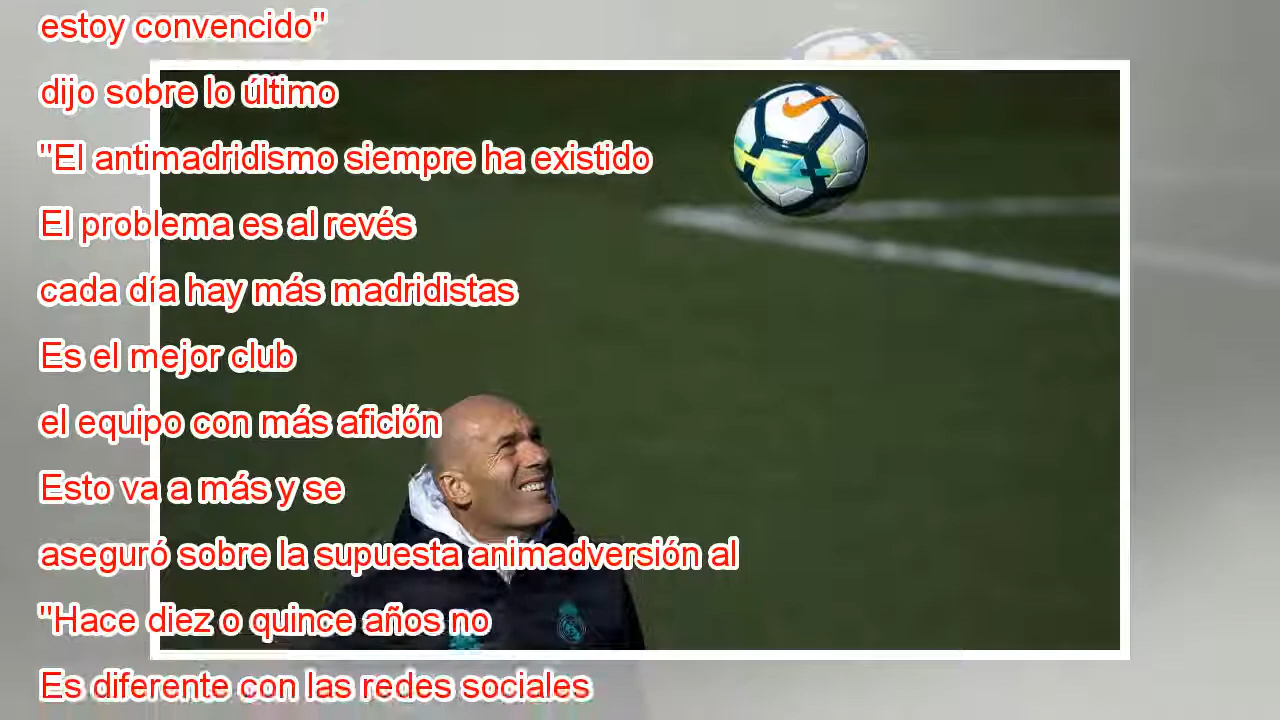 estoy convencido"
dijo sobre lo último
"El antimadridismo siempre ha existido
El problema es al revés
cada día hay más madridistas
Es el mejor club
el equipo con más afición
Esto va a más y se
aseguró sobre la supuesta animadversión al
"Hace diez o quince años no
Es diferente con las redes sociales